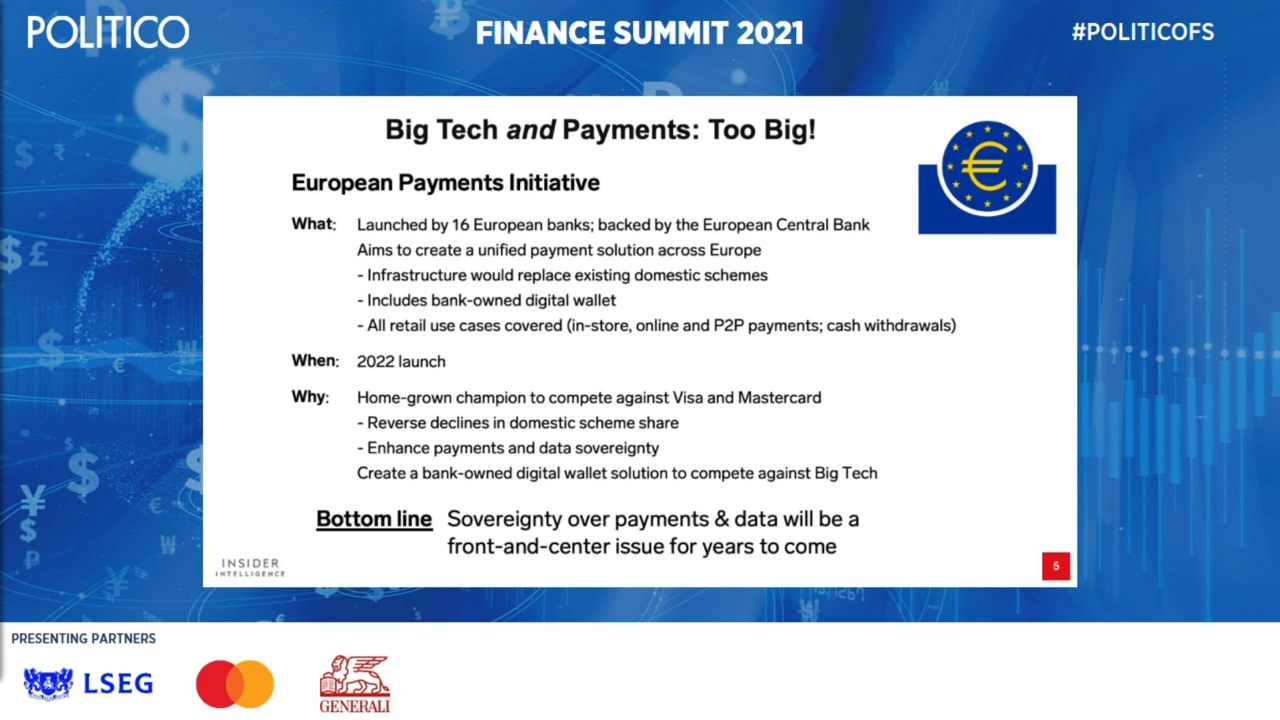 POLITICO
FINANCE SUMMIT 2021
#POLITICOFS
Big Tech and Payments: Too Big!
European Payments Initiative
What: Launched by 16 European banks; backed by the European Central Bank
Aims to create a unified payment solution across Europe
- Infrastructure would replace existing domestic schemes
- Includes bank-owned digital wallet
- All retail use cases covered (in-store, online and P2P payments; cash withdrawals)
When: 2022 launch
Why: Home-grown champion to compete against Visa and Mastercard
- Reverse declines in domestic scheme share
- Enhance payments and data sovereignty
Create a bank-owned digital wallet solution to compete against Big Tech
Bottom line Sovereignty over payments & data will be a
front-and-center issue for years to come
INSIDER
INTELLIGENCE
5
PRESENTING PARTNERS
LSEG
GENERALI